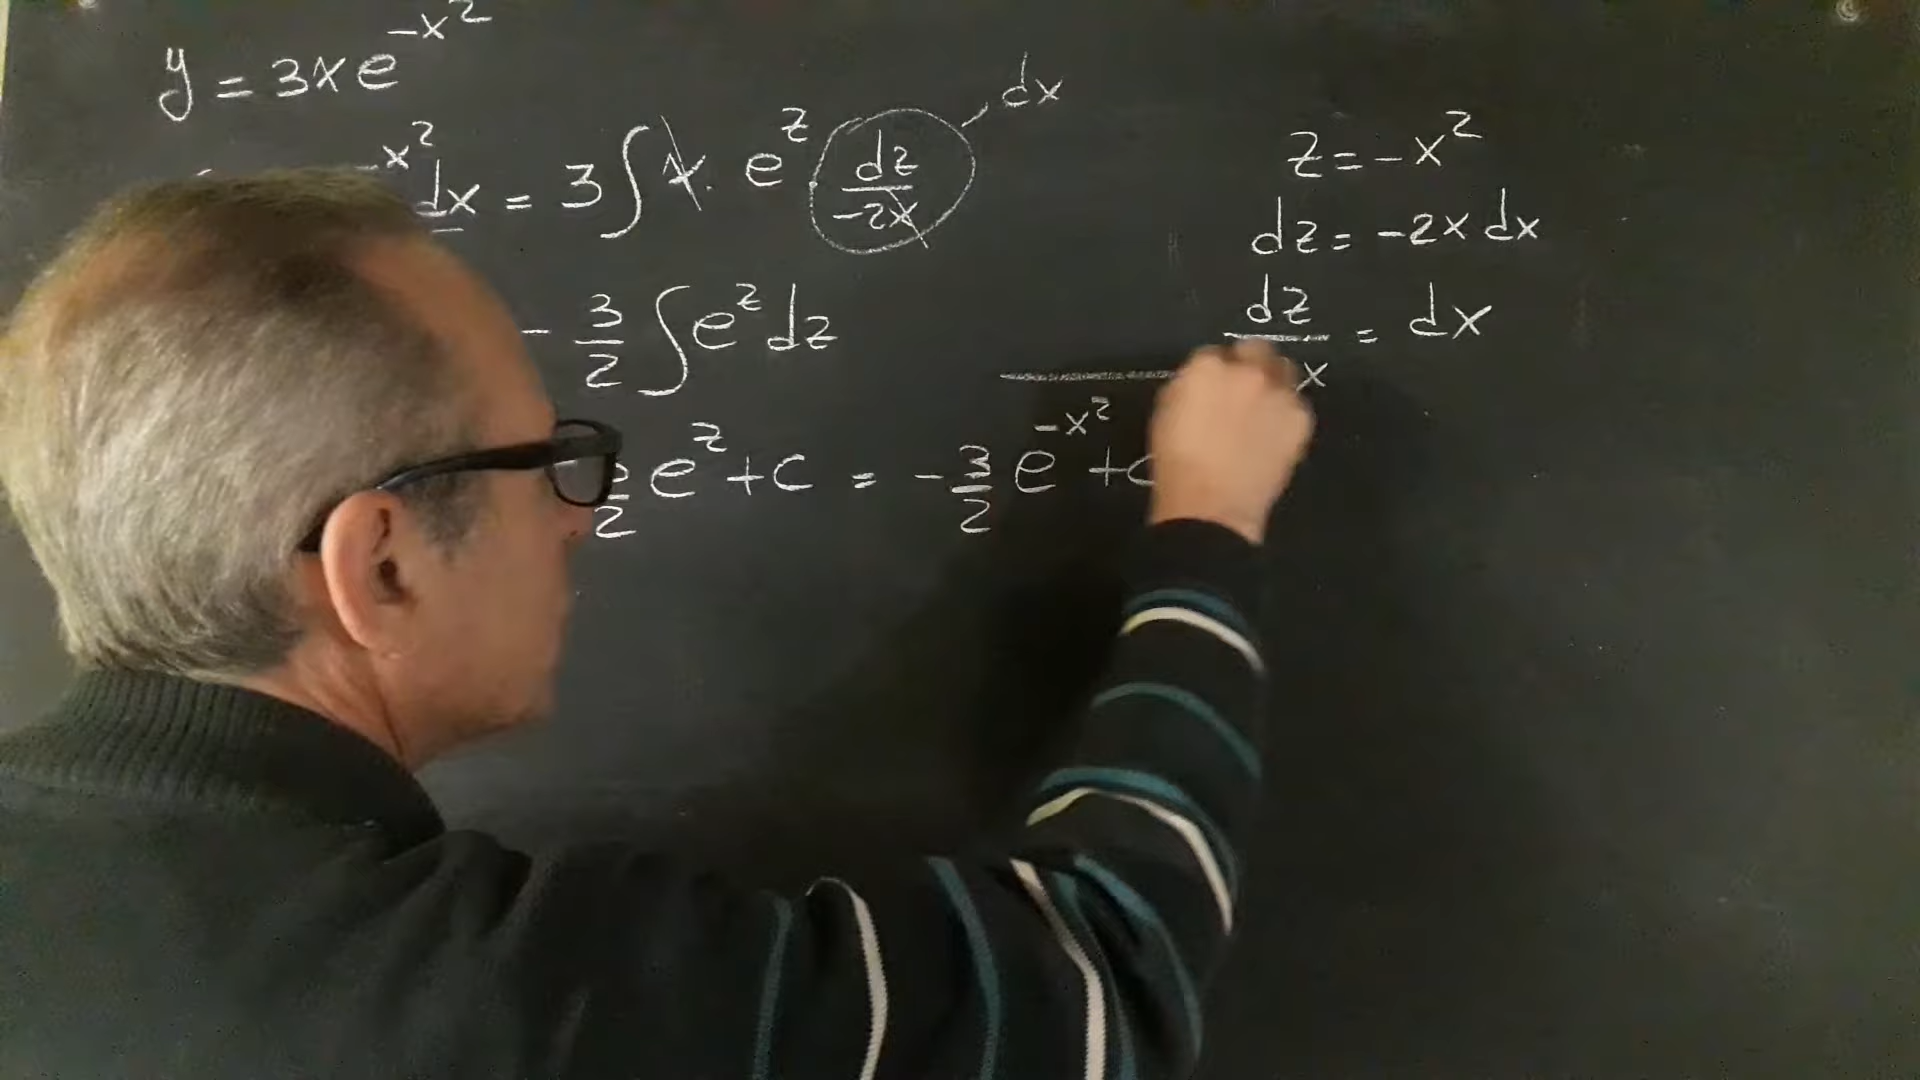 y = 3xe^{-x^2}
-x^2 dx = 3∫x · e^z dz/-2x dx
- 3/2 ∫e^z dz
/2 e^z + c = - 3/2 e^{-x^2} + c
z = -x^2
dz = -2x dx
dz/x = dx